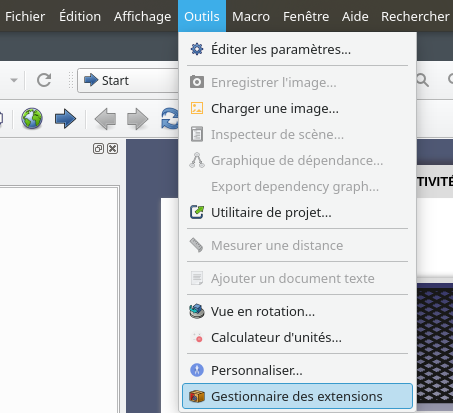 Fichier Édition Affichage Outils Macro Fenêtre Aide Rechercher
Éditer les paramètres...
Start
Enregistrer l'image...
Charger une image...
Inspecteur de scène...
Graphique de dépendance...
TIVITÉ
Export dependency graph...
Utilitaire de projet...
Mesurer une distance
Ajouter un document texte
Vue en rotation...
Calculateur d'unités...
Personnaliser...
Gestionnaire des extensions